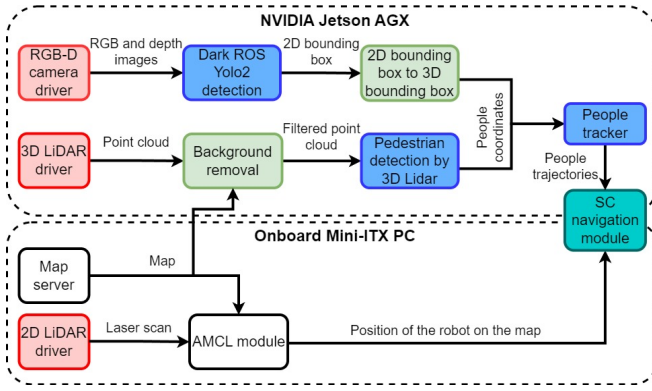 NVIDIA Jetson AGX
RGB-D
camera
driver
RGB and depth
images
Dark ROS
Yolo2
detection
2D bounding
box
2D bounding
box to 3D
bounding box
3D LiDAR
driver
Point cloud
Background
removal
Filtered point
cloud
Pedestrian
detection by
3D Lidar
People
coordinates
People
tracker
People
trajectories
SC
navigation
module
Onboard Mini-ITX PC
Map
server
Map
2D LiDAR
driver
Laser scan
AMCL module
Position of the robot on the map